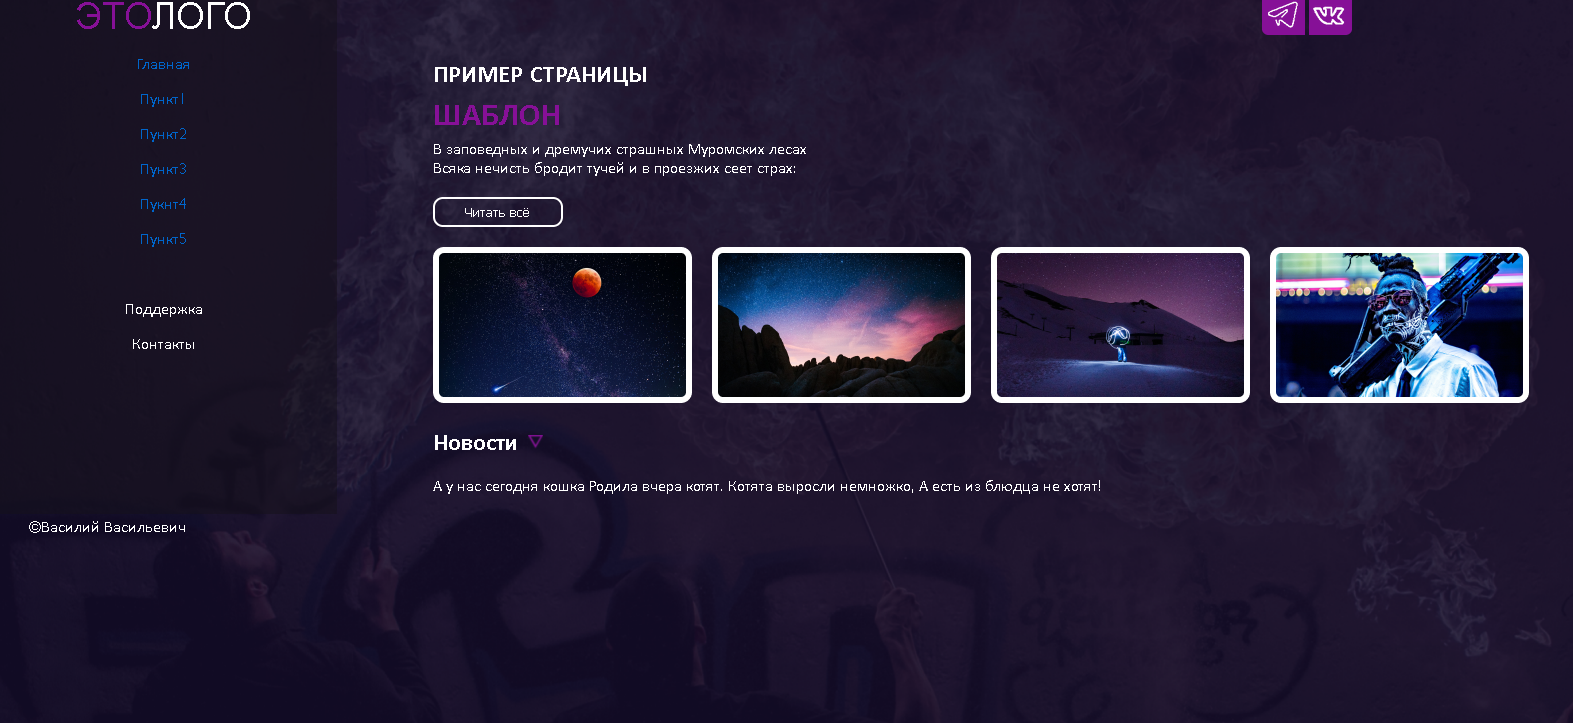 ЭТОЛОГО
Главная
Пункт1
Пункт2
Пункт3
Пукнт4
Пункт5
Поддержка
Контакты
©Василий Васильевич
ПРИМЕР СТРАНИЦЫ
ШАБЛОН
В заповедных и дремучих страшных Муромских лесах
Всяка нечисть бродит тучей и в проезжих сеет страх:
Читать всё
Новости
А у нас сегодня кошка Родила вчера котят. Котята выросли немножко, А есть из блюдца не хотят!